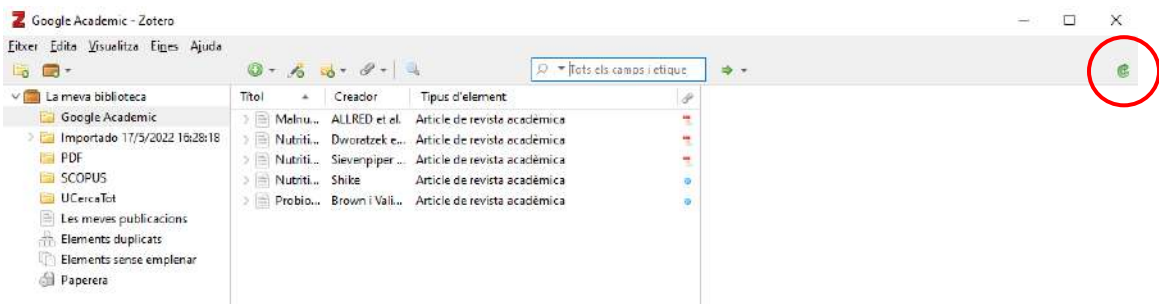 Google Academic - Zotero
Fitxer Edita Visualitza Eines Ajuda
Tots els camps i etique
La meva biblioteca
Google Academic
Importado 17/5/2022 16:28:18
PDF
SCOPUS
UCercaTot
Les meves publicacions
Elements duplicats
Elements sense emplenar
Paperera
Títol Creador Tipus d'element
Malnu... ALLRED et al. Article de revista acadèmica
Nutriti... Dworatzek e... Article de revista acadèmica
Nutriti... Sievenpiper ... Article de revista acadèmica
Nutriti... Shike Article de revista acadèmica
Probio... Brown i Vali... Article de revista acadèmica